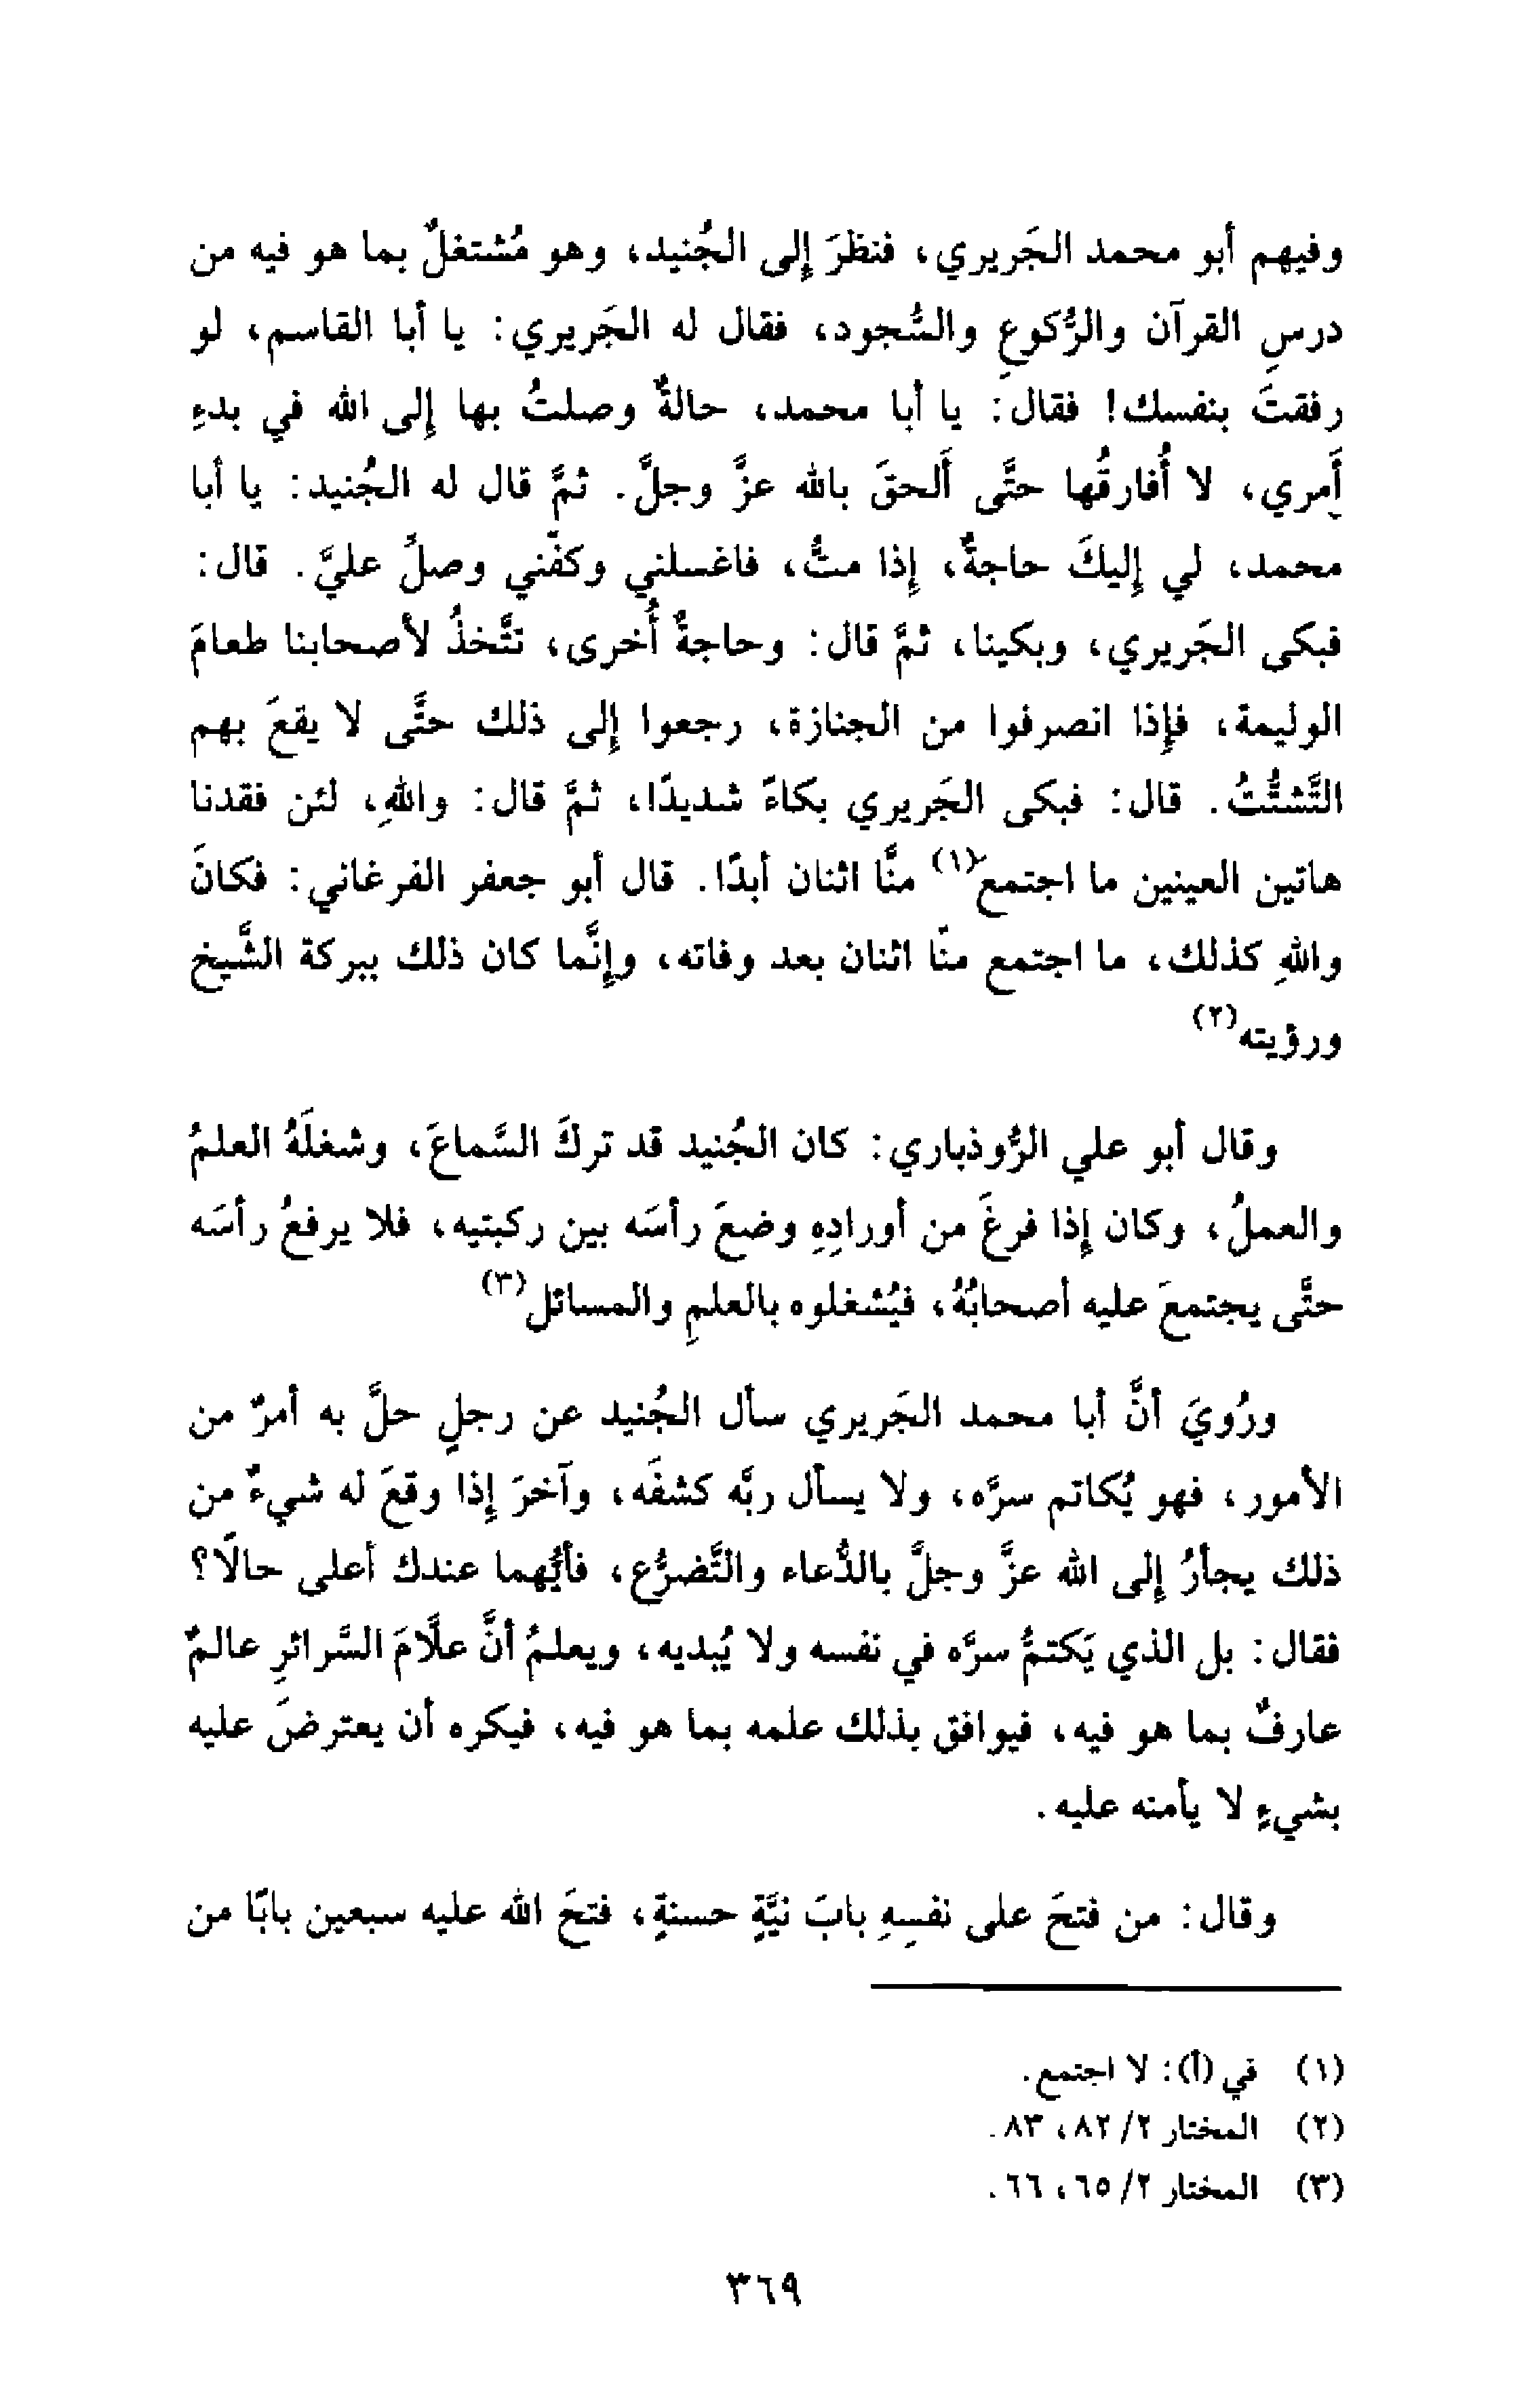 وفيهم أبو محمد الجَريري، فنظرَ إلى الجُنيد، وهو مُشتغلٌ بما هو فيه من
درسِ القرآن والرُّكوعِ والسُّجود، فقال له الجَريري: يا أبا القاسم، لو
رفقتَ بنفسك! فقال: يا أبا محمد، حالةٌ وصلتُ بها إلى الله في بدءِ
أمري، لا أُفارقُها حتَّى ألحقَ بالله عزَّ وجلَّ. ثمَّ قال له الجُنيد: يا أبا
محمد، لي إليكَ حاجةٌ، إذا متُّ، فاغسلني وكفّني وصلِّ عليَّ. قال:
فبكى الجَريري، وبكينا، ثمَّ قال: وحاجةٌ أُخرى، تتَّخذُ لأصحابنا طعامَ
الوليمة، فإذا انصرفوا من الجنازة، رجعوا إلى ذلك حتَّى لا يقعَ بهم
التَّشتُّتُ. قال: فبكى الجَريري بكاءً شديدًا، ثمَّ قال: واللهِ، لئن فقدنا
هاتين العينين ما اجتمع(١) منَّا اثنان أبدًا. قال أبو جعفر الفرغاني: فكانَ
واللهِ كذلك، ما اجتمع منّا اثنان بعد وفاته، وإنَّما كان ذلك ببركة الشَّيخ
ورؤيته(٢)
وقال أبو علي الرُّوذباري: كان الجُنيد قد تركَ السَّماعَ، وشغلَهُ العلمُ
والعملُ، وكان إذا فرغَ من أورادِهِ وضعَ رأسَه بين ركبتيه، فلا يرفعُ رأسَه
حتَّى يجتمعَ عليه أصحابُهُ، فيُشغلوه بالعلمِ والمسائل(٣)
ورُويَ أنَّ أبا محمد الجَريري سأل الجُنيد عن رجلٍ حلَّ به أمرٌ من
الأمور، فهو يُكاتم سرَّه، ولا يسأل ربَّه كشفَه، وآخرَ إذا وقعَ له شيءٌ من
ذلك يجأرُ إلى الله عزَّ وجلَّ بالدُّعاء والتَّضرُّع، فأيُّهما عندك أعلى حالًا؟
فقال: بل الذي يَكتمُ سرَّه في نفسه ولا يُبديه، ويعلمُ أنَّ علَّامَ السَّرائرِ عالمٌ
عارفٌ بما هو فيه، فيوافق بذلك علمه بما هو فيه، فيكره أن يعترضَ عليه
بشيءٍ لا يأمنه عليه.
وقال: من فتحَ على نفسِهِ بابَ نيَّةٍ حسنةٍ، فتحَ الله عليه سبعين بابًا من
(١) في (أ): لا اجتمع.
(٢) المختار ٢/ ٨٢، ٨٣.
(٣) المختار ٢/ ٦٥، ٦٦.
٣٦٩